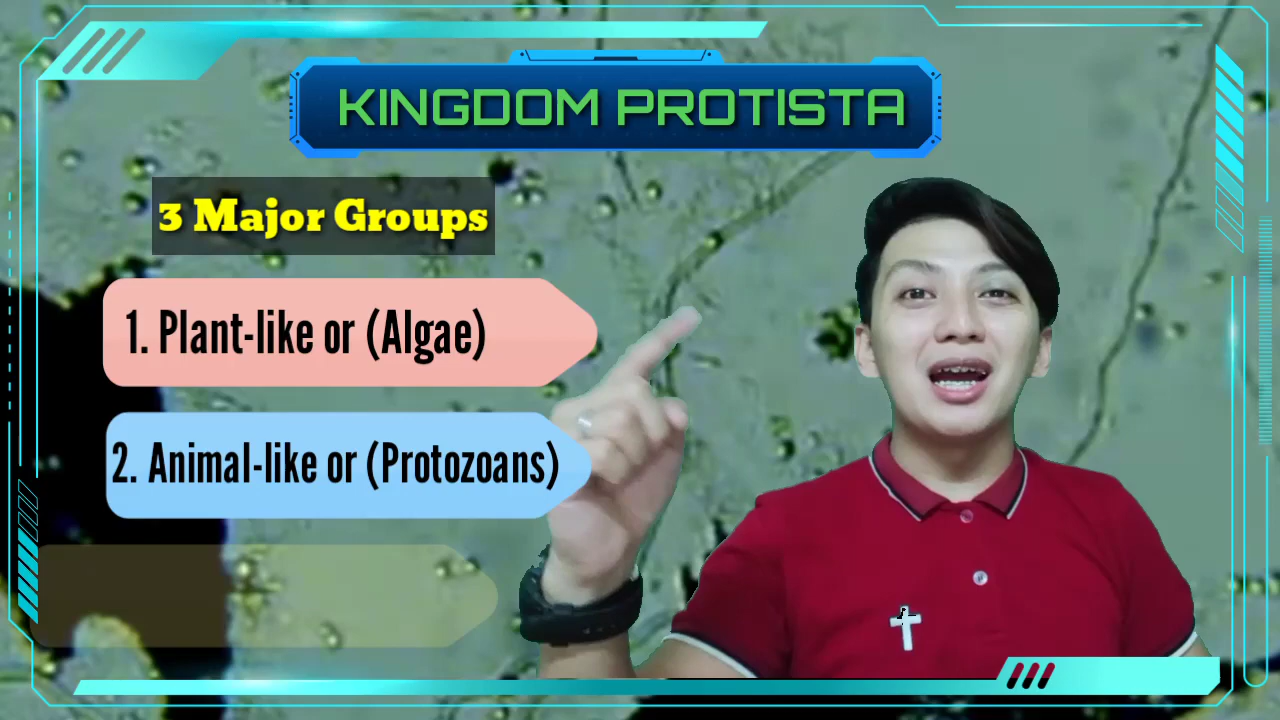 KINGDOM PROTISTA
3 Major Groups
1. Plant-like or (Algae)
2. Animal-like or (Protozoans)